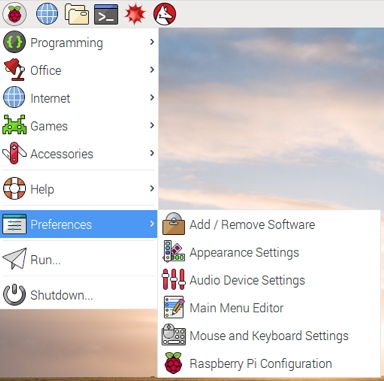 Programming
Office
Internet
Games
Accessories
Help
Preferences
Run...
Shutdown...
Add / Remove Software
Appearance Settings
Audio Device Settings
Main Menu Editor
Mouse and Keyboard Settings
Raspberry Pi Configuration